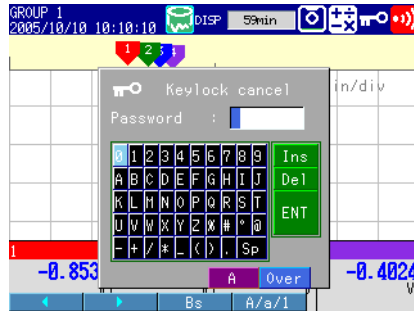 GROUP 1
2005/10/10 10:10:10 DISP 59min
1 2 3 4
in/div
Keylock cancel
Password :
0 1 2 3 4 5 6 7 8 9 Ins
A B C D E F G H I J Del
K L M N O P Q R S T
ENT
U V W X Y Z % # ° @
- + / * _ ( ) . Sp
1
-0.853 -0.4024
V
A Over
Bs A/a/1